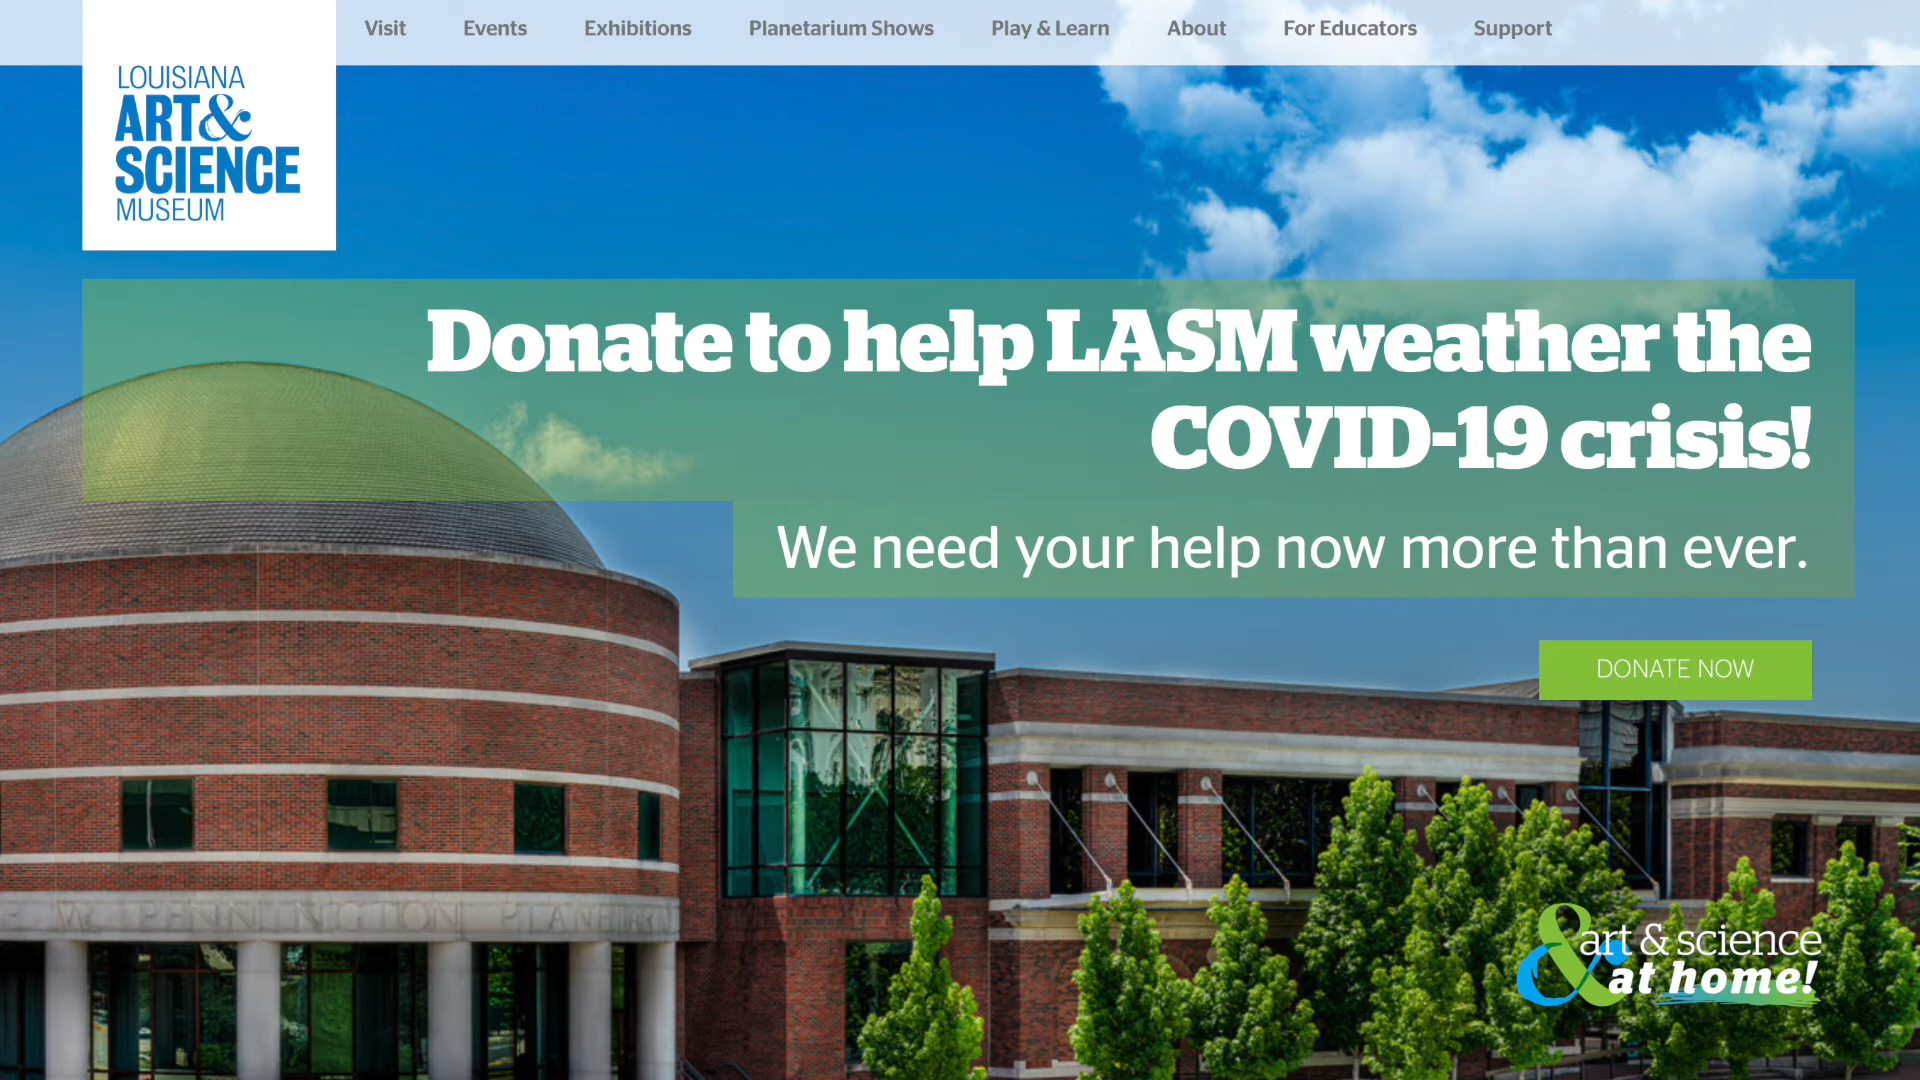 Visit Events Exhibitions Planetarium Shows Play & Learn About For Educators Support
LOUISIANA
ART&
SCIENCE
MUSEUM
Donate to help LASM weather the
COVID-19 crisis!
We need your help now more than ever.
DONATE NOW
W. PENNINGTON PLANETARI
& art & science
at home!